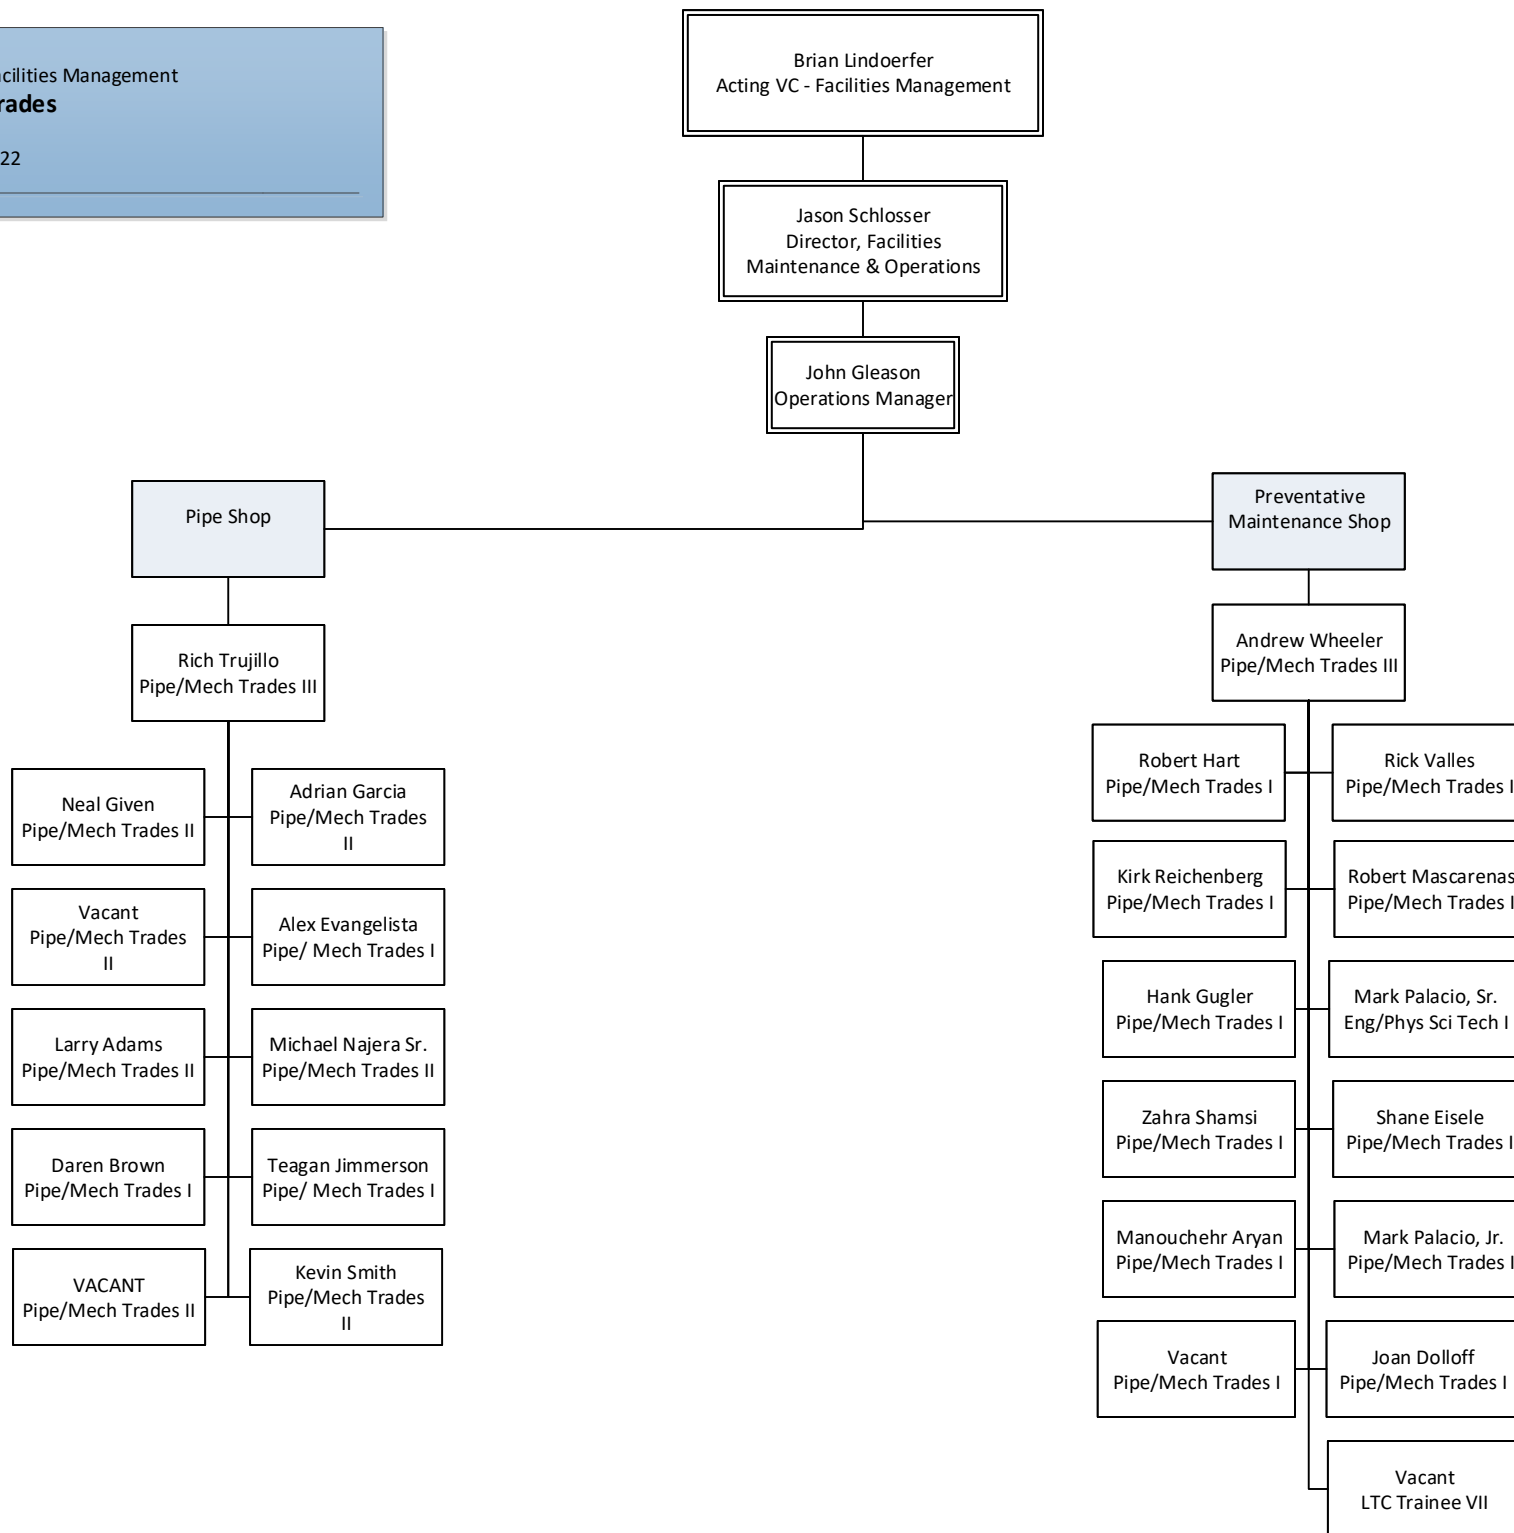 Facilities Management
Trades
22
Brian Lindoerfer
Acting VC - Facilities Management
Jason Schlosser
Director, Facilities
Maintenance & Operations
John Gleason
Operations Manager
Pipe Shop
Preventative
Maintenance Shop
Rich Trujillo
Pipe/Mech Trades III
Andrew Wheeler
Pipe/Mech Trades III
Neal Given
Pipe/Mech Trades II
Adrian Garcia
Pipe/Mech Trades
II
Vacant
Pipe/Mech Trades
II
Alex Evangelista
Pipe/ Mech Trades I
Larry Adams
Pipe/Mech Trades II
Michael Najera Sr.
Pipe/Mech Trades II
Daren Brown
Pipe/Mech Trades I
Teagan Jimmerson
Pipe/ Mech Trades I
VACANT
Pipe/Mech Trades II
Kevin Smith
Pipe/Mech Trades
II
Robert Hart
Pipe/Mech Trades I
Rick Valles
Pipe/Mech Trades I
Kirk Reichenberg
Pipe/Mech Trades I
Robert Mascarenas
Pipe/Mech Trades I
Hank Gugler
Pipe/Mech Trades I
Mark Palacio, Sr.
Eng/Phys Sci Tech I
Zahra Shamsi
Pipe/Mech Trades I
Shane Eisele
Pipe/Mech Trades I
Manouchehr Aryan
Pipe/Mech Trades I
Mark Palacio, Jr.
Pipe/Mech Trades I
Vacant
Pipe/Mech Trades I
Joan Dolloff
Pipe/Mech Trades I
Vacant
LTC Trainee VII